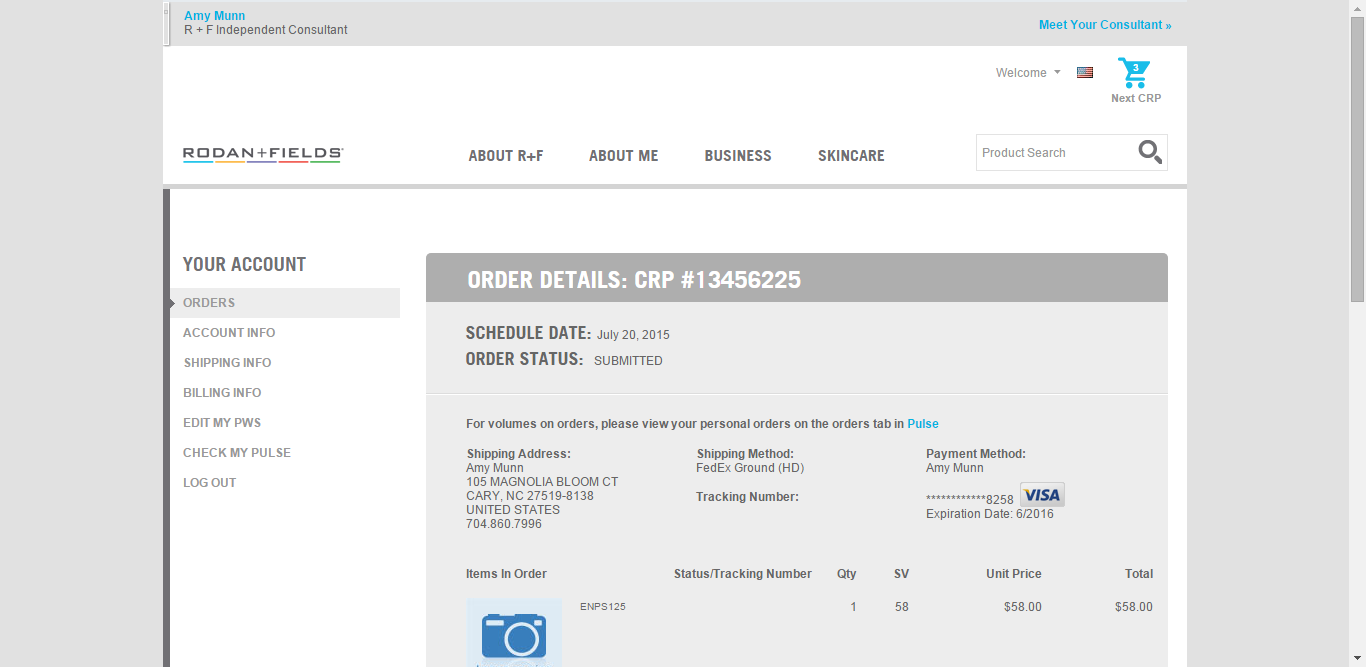 Amy Munn
R + F Independent Consultant
Meet Your Consultant »
Welcome
3
Next CRP
RODAN+FIELDS
ABOUT R+F
ABOUT ME
BUSINESS
SKINCARE
Product Search
YOUR ACCOUNT
ORDERS
ACCOUNT INFO
SHIPPING INFO
BILLING INFO
EDIT MY PWS
CHECK MY PULSE
LOG OUT
ORDER DETAILS: CRP #13456225
SCHEDULE DATE: July 20, 2015
ORDER STATUS: SUBMITTED
For volumes on orders, please view your personal orders on the orders tab in Pulse
Shipping Address:
Amy Munn
105 MAGNOLIA BLOOM CT
CARY, NC 27519-8138
UNITED STATES
704.860.7996
Shipping Method:
FedEx Ground (HD)
Tracking Number:
Payment Method:
Amy Munn
************8258 VISA
Expiration Date: 6/2016
Items In Order Status/Tracking Number Qty SV Unit Price Total
ENPS125 1 58 $58.00 $58.00